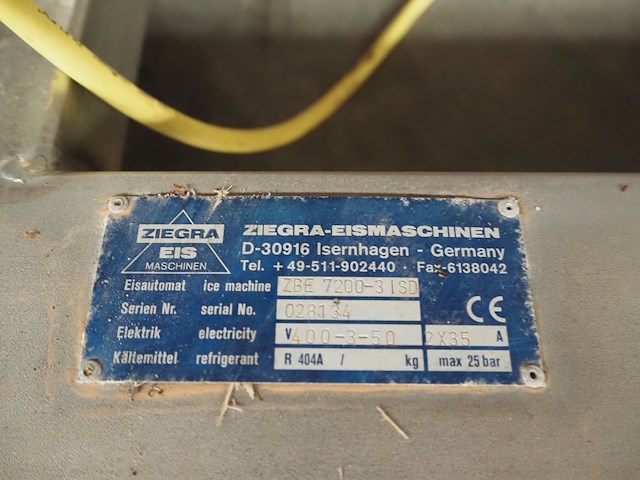 ZIEGRA
EIS
MASCHINEN
ZIEGRA-EISMASCHINEN
D-30916 Isernhagen - Germany
Tel. +49-511-902440 · Fax-6138042
Eisautomat ice machine ZBE 7200-3 ISD
Serien Nr. serial No. 028134 CE
Elektrik electricity V 400-3-50 2X35 A
Kältemittel refrigerant R 404A / kg max 25 bar